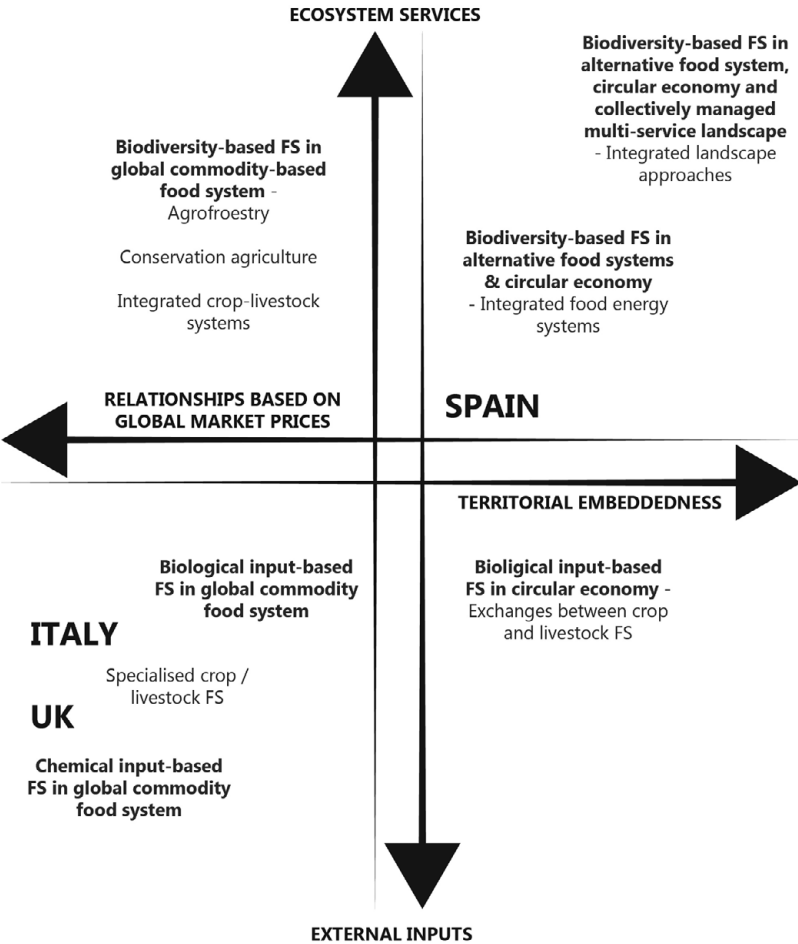 ECOSYSTEM SERVICES
Biodiversity-based FS in
alternative food system,
circular economy and
collectively managed
multi-service landscape
- Integrated landscape
approaches
Biodiversity-based FS in
global commodity-based
food system -
Agrofroestry
Conservation agriculture
Integrated crop-livestock
systems
Biodiversity-based FS in
alternative food systems
& circular economy
- Integrated food energy
systems
RELATIONSHIPS BASED ON
GLOBAL MARKET PRICES
SPAIN
TERRITORIAL EMBEDDEDNESS
Biological input-based
FS in global commodity
food system
Bioligical input-based
FS in circular economy -
Exchanges between crop
and livestock FS
ITALY
Specialised crop /
livestock FS
UK
Chemical input-based
FS in global commodity
food system
EXTERNAL INPUTS